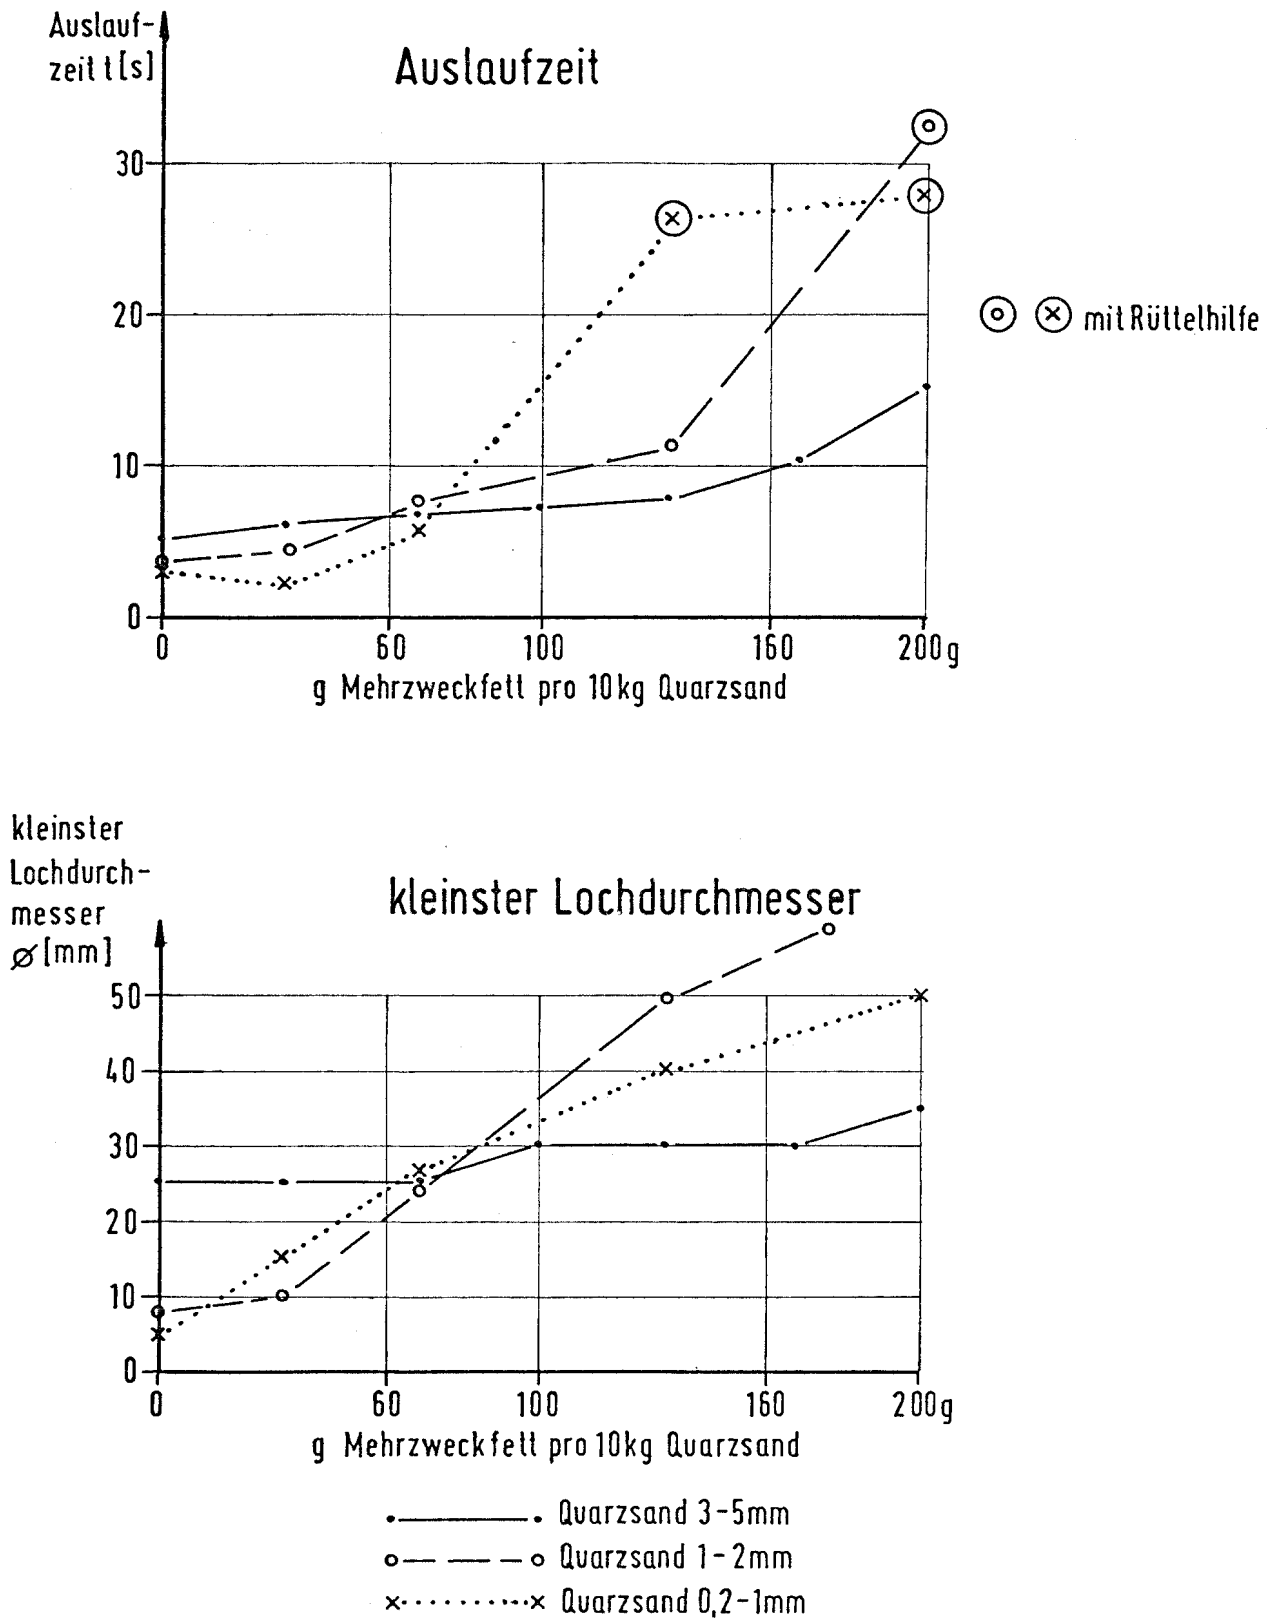 Auslauf-
zeit t[s]
Auslaufzeit
30
20
10
0
mit Rüttelhilfe
0 60 100 160 200g
g Mehrzweckfett pro 10kg Quarzsand
kleinster
Lochdurch-
messer
⌀[mm]
kleinster Lochdurchmesser
50
40
30
20
10
0
0 60 100 160 200g
g Mehrzweckfett pro 10kg Quarzsand
Quarzsand 3-5mm
Quarzsand 1-2mm
Quarzsand 0,2-1mm